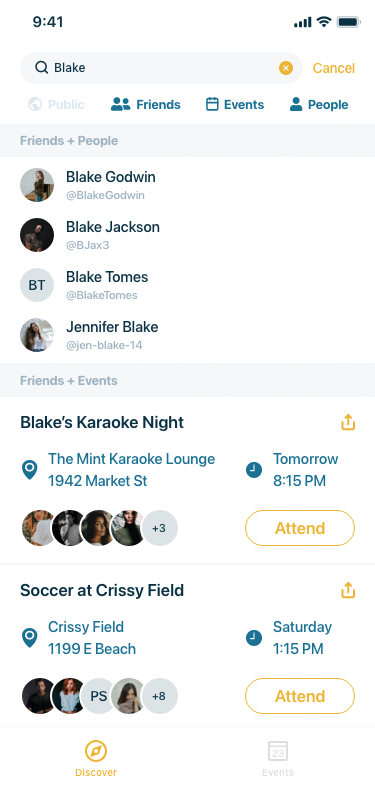 9:41
Blake
Cancel
Public
Friends
Events
People
Friends + People
Blake Godwin
@BlakeGodwin
Blake Jackson
@BJax3
BT
Blake Tomes
@BlakeTomes
Jennifer Blake
@jen-blake-14
Friends + Events
Blake’s Karaoke Night
The Mint Karaoke Lounge
1942 Market St
Tomorrow
8:15 PM
+3
Attend
Soccer at Crissy Field
Crissy Field
1199 E Beach
Saturday
1:15 PM
PS
+8
Attend
Discover
23
Events